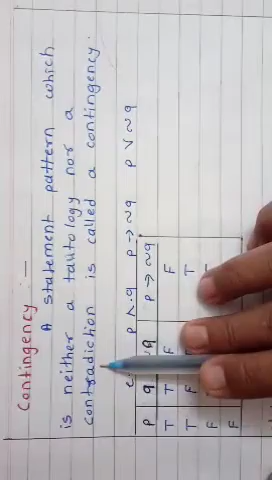 Contingency :—
A statement pattern which
is neither a tautology nor a
contradiction is called a contingency.
p ∧ q p → ~q p ∨ ~q
p q ~q p → ~q
T T F F
T F T
F
F